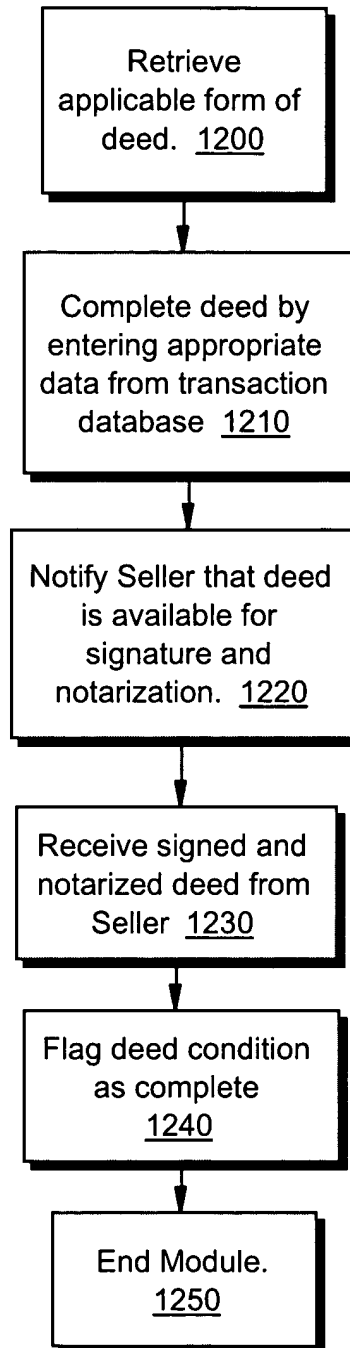 Retrieve
applicable form of
deed. 1200
Complete deed by
entering appropriate
data from transaction
database 1210
Notify Seller that deed
is available for
signature and
notarization. 1220
Receive signed and
notarized deed from
Seller 1230
Flag deed condition
as complete
1240
End Module.
1250